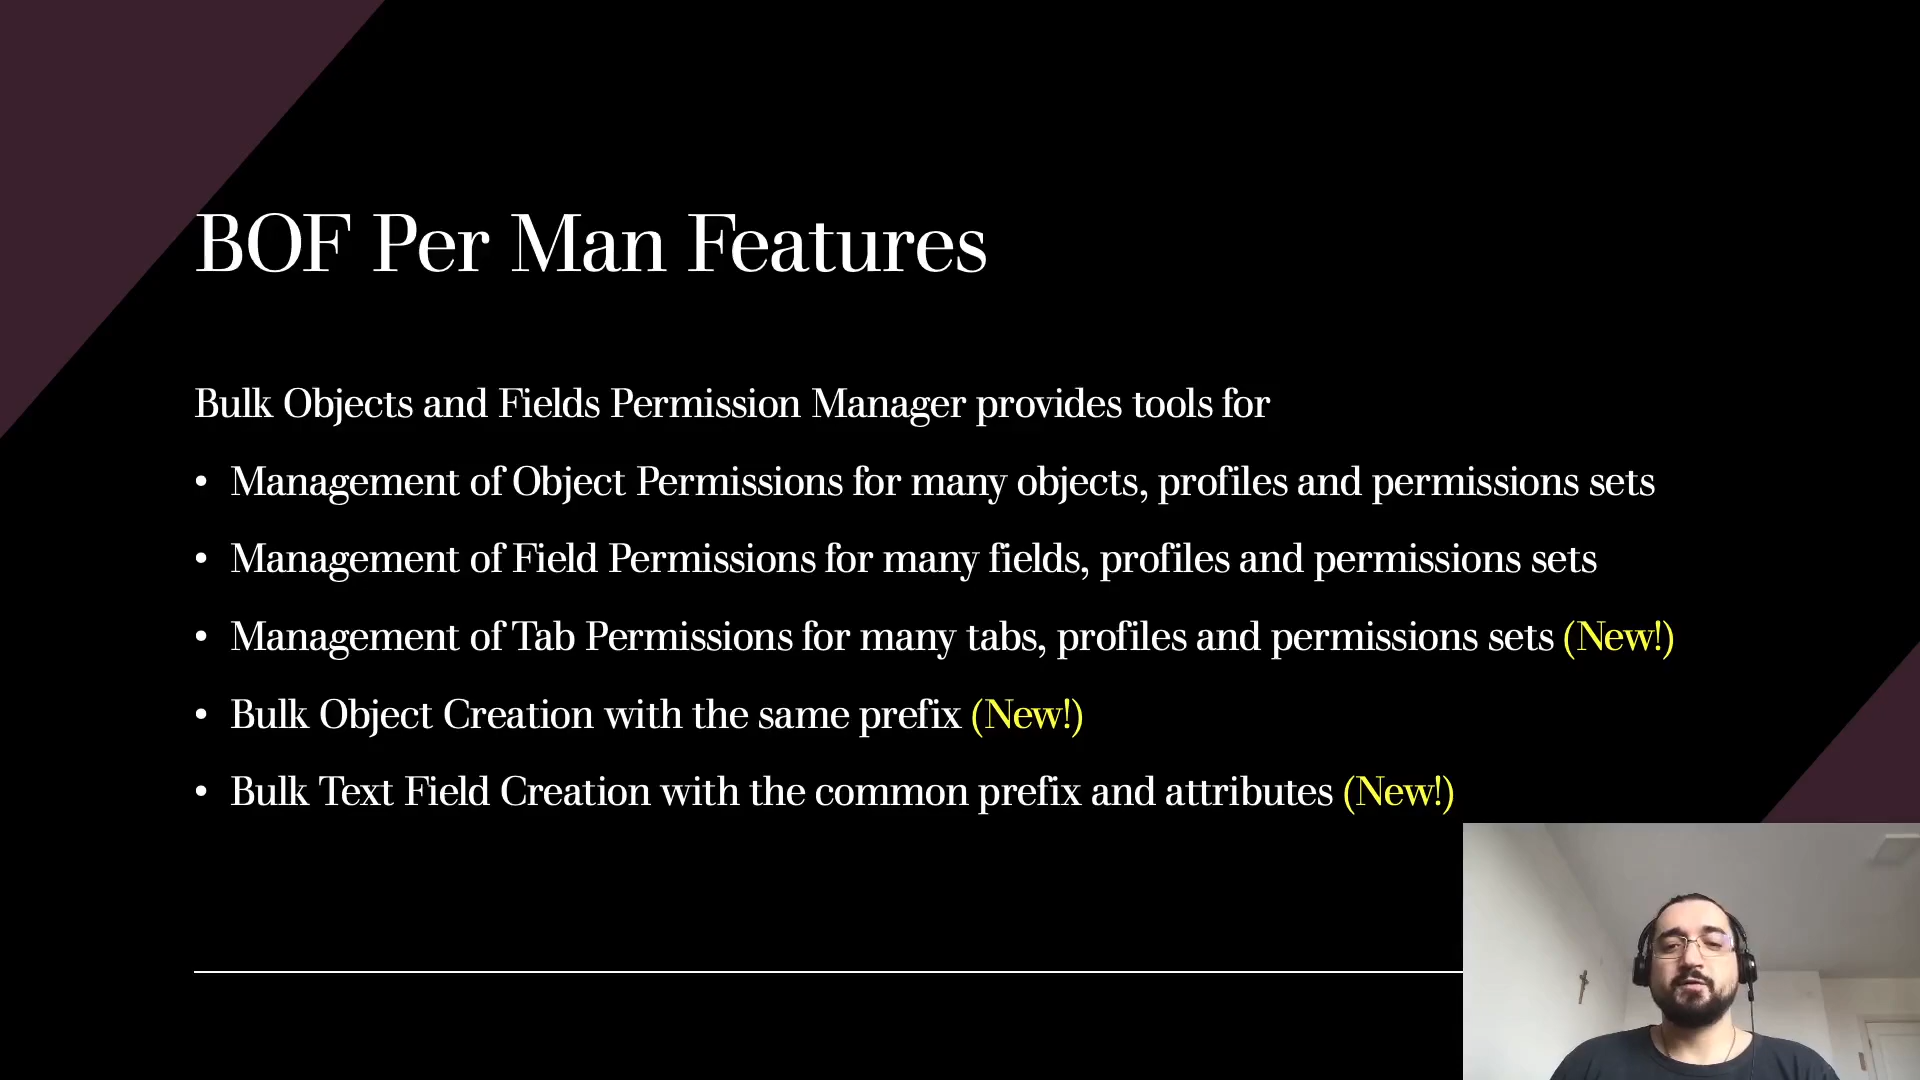 BOF Per Man Features
Bulk Objects and Fields Permission Manager provides tools for
• Management of Object Permissions for many objects, profiles and permissions sets
• Management of Field Permissions for many fields, profiles and permissions sets
• Management of Tab Permissions for many tabs, profiles and permissions sets (New!)
• Bulk Object Creation with the same prefix (New!)
• Bulk Text Field Creation with the common prefix and attributes (New!)